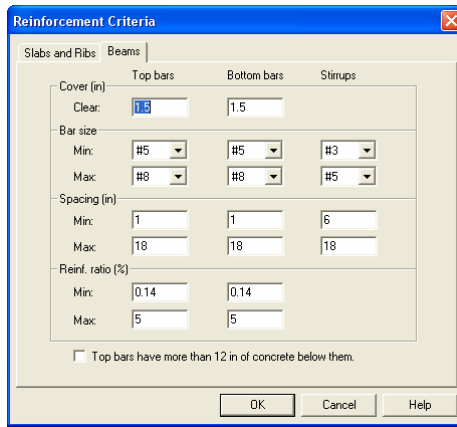 Reinforcement Criteria
Slabs and Ribs Beams
Top bars Bottom bars Stirrups
Cover (in)
Clear: 1.5 1.5
Bar size
Min: #5 #5 #3
Max: #8 #8 #5
Spacing (in)
Min: 1 1 6
Max: 18 18 18
Reinf. ratio (%)
Min: 0.14 0.14
Max: 5 5
Top bars have more than 12 in of concrete below them.
OK Cancel Help